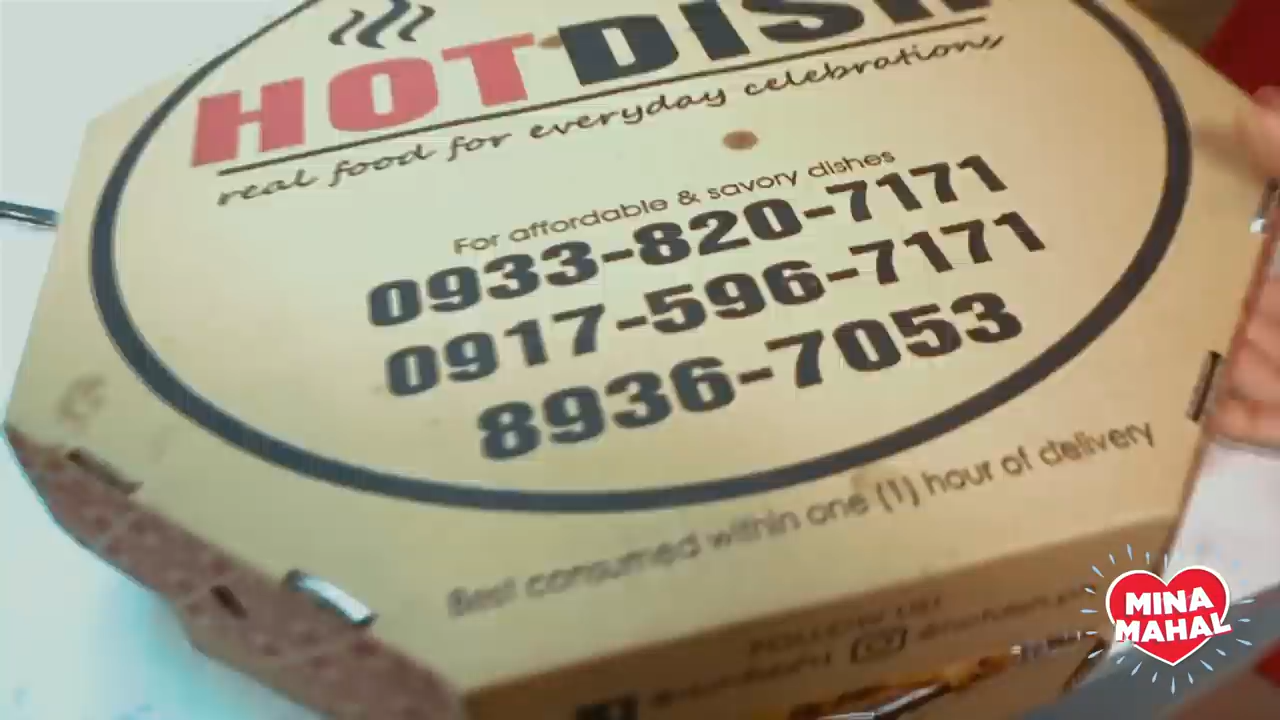 HOTDISH
real food for everyday celebrations
For affordable & savory dishes
0933-820-7171
0917-596-7171
8936-7053
Best consumed within one (1) hour of delivery
MINA
MAHAL